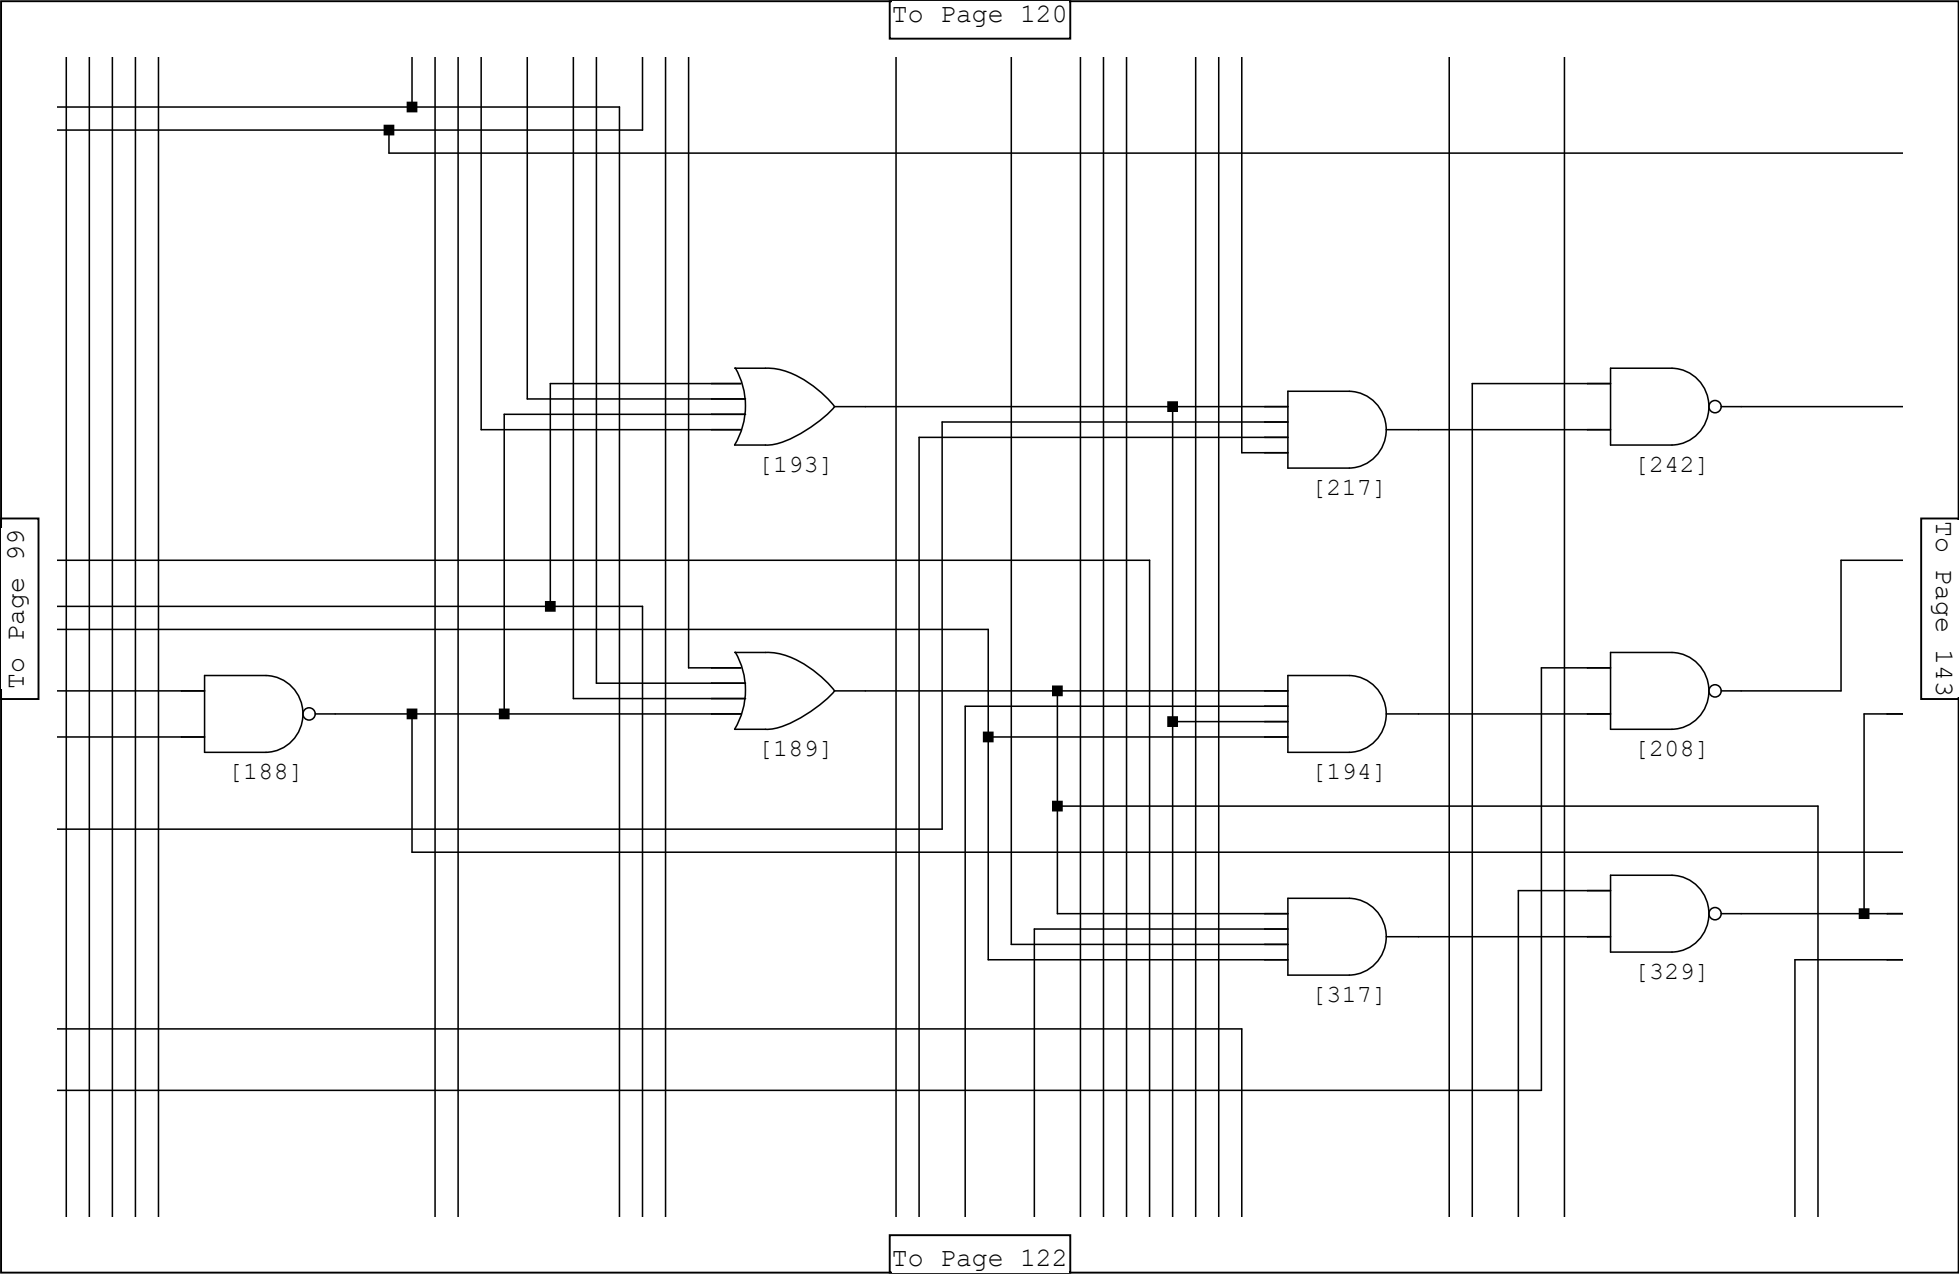 To Page 120
[193]
[242]
[217]
To Page 99
To Page 143
[189]
[208]
[188]
[194]
[329]
[317]
To Page 122